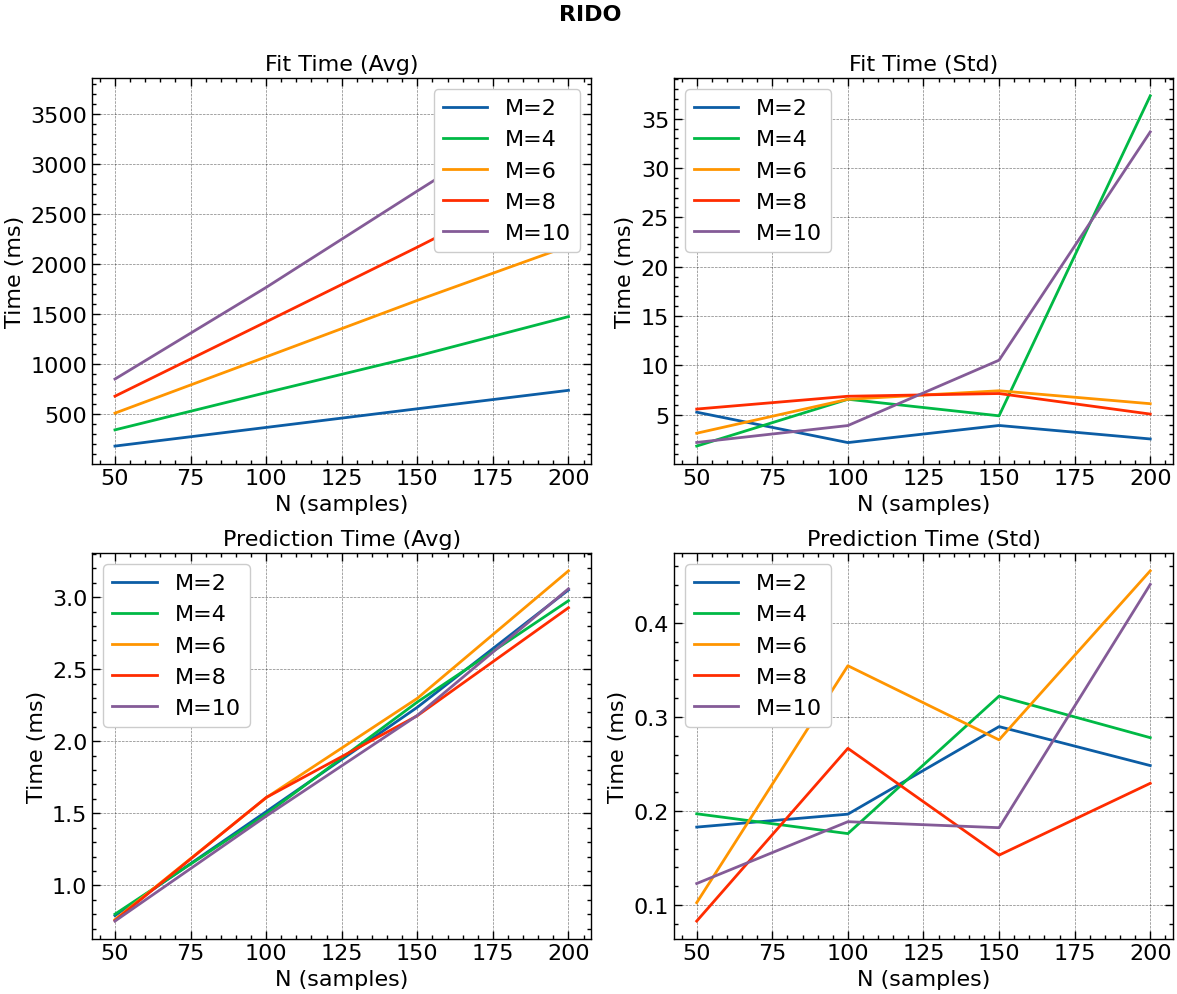 RIDO
Fit Time (Avg)
Time (ms)
3500
3000
2500
2000
1500
1000
500
M=2
M=4
M=6
M=8
M=10
50 75 100 125 150 175 200
N (samples)
Fit Time (Std)
Time (ms)
35
30
25
20
15
10
5
M=2
M=4
M=6
M=8
M=10
50 75 100 125 150 175 200
N (samples)
Prediction Time (Avg)
Time (ms)
3.0
2.5
2.0
1.5
1.0
M=2
M=4
M=6
M=8
M=10
50 75 100 125 150 175 200
N (samples)
Prediction Time (Std)
Time (ms)
0.4
0.3
0.2
0.1
M=2
M=4
M=6
M=8
M=10
50 75 100 125 150 175 200
N (samples)